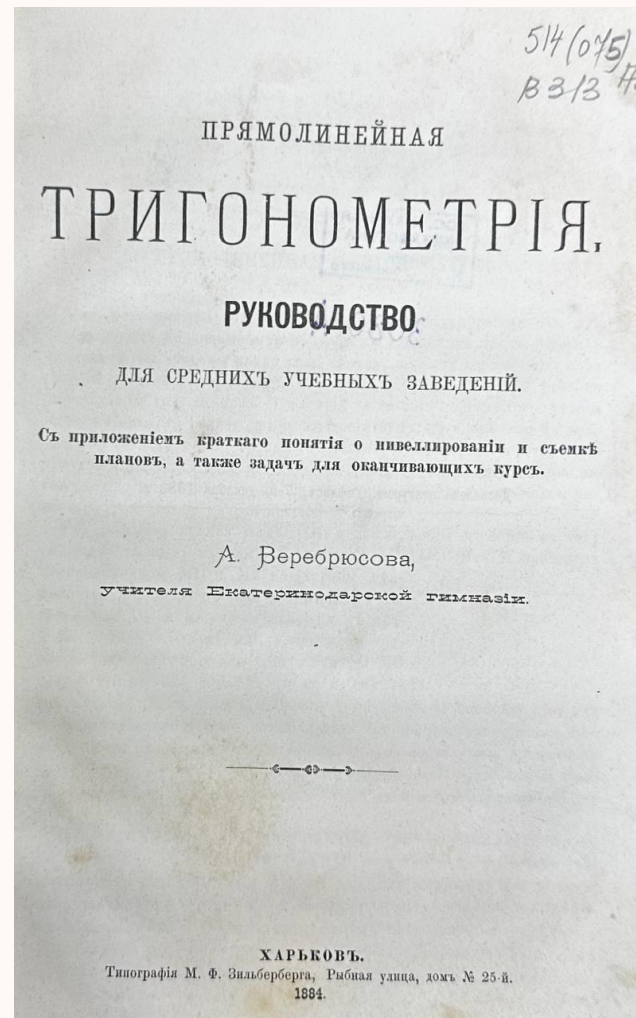 514(075)
В313
ПРЯМОЛИНЕЙНАЯ
ТРИГОНОМЕТРІЯ,
РУКОВОДСТВО
ДЛЯ СРЕДНИХЪ УЧЕБНЫХЪ ЗАВЕДЕНІЙ.
Съ приложеніемъ краткаго понятія о нивеллированіи и съемкѣ
плановъ, а также задачъ для оканчивающихъ курсъ.
А. Веребрюсова,
учителя Екатеринодарской гимназіи.
ХАРЬКОВЪ.
Типографія М. Ф. Зильберберга, Рыбная улица, домъ № 25-й.
1884.